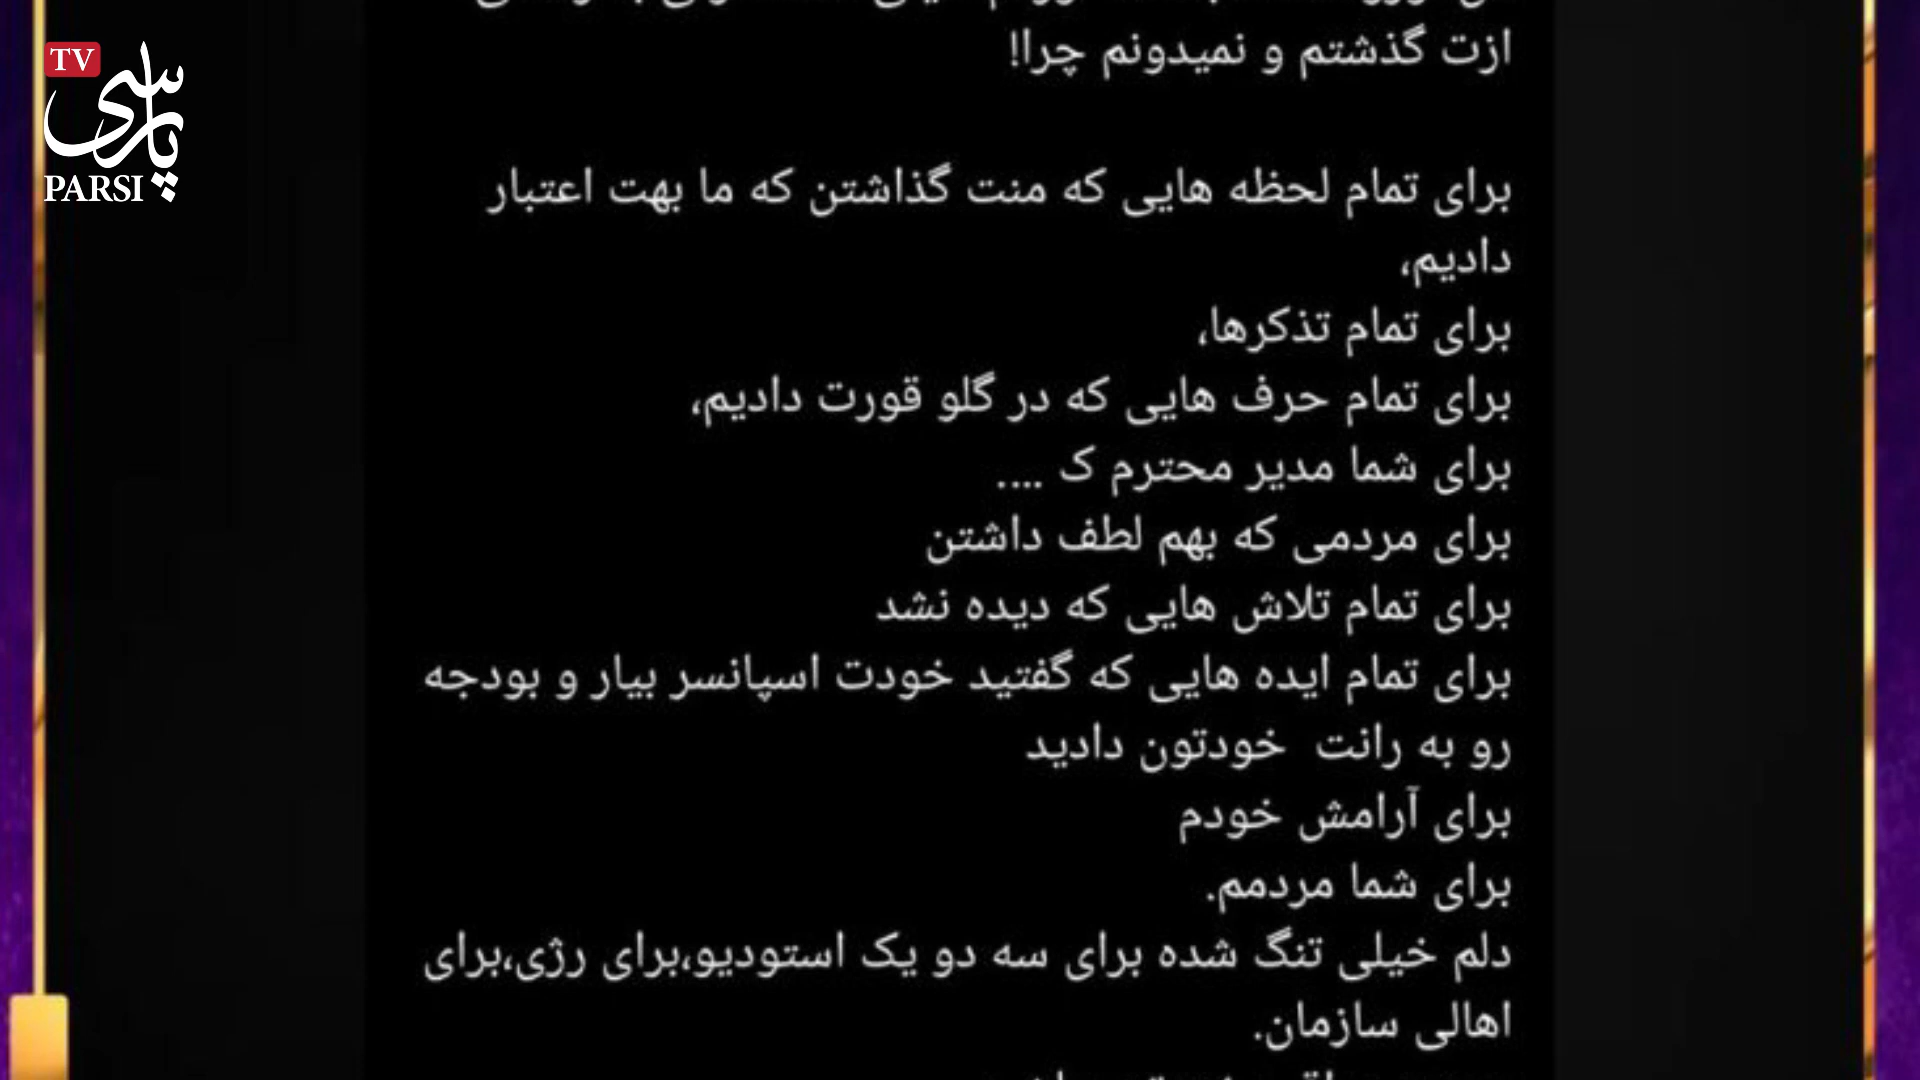 ازت گذشتم و نمیدونم چرا!
برای تمام لحظه هایی که منت گذاشتن که ما بهت اعتبار
دادیم،
برای تمام تذکرها،
برای تمام حرف هایی که در گلو قورت دادیم،
برای شما مدیر محترم ک ....
برای مردمی که بهم لطف داشتن
برای تمام تلاش هایی که دیده نشد
برای تمام ایده هایی که گفتید خودت اسپانسر بیار و بودجه
رو به رانت خودتون دادید
برای آرامش خودم
برای شما مردمم.
دلم خیلی تنگ شده برای سه دو یک استودیو،برای رژی،برای
اهالی سازمان.
TV
پارسی
PARSI